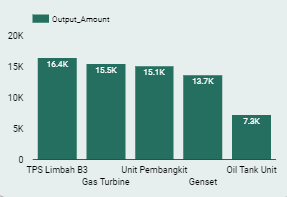 Output_Amount
20K
15K
10K
5K
0
16.4K
15.5K
15.1K
13.7K
7.3K
TPS Limbah B3
Gas Turbine
Unit Pembangkit
Genset
Oil Tank Unit